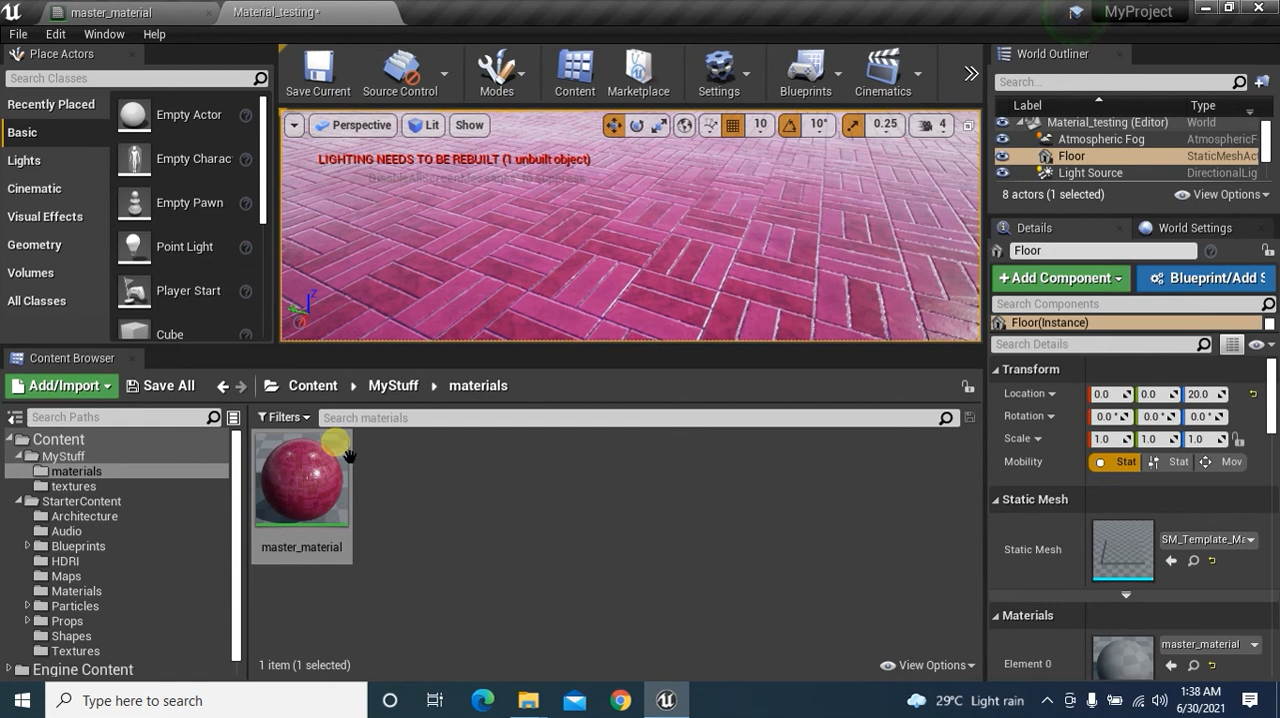 master_material
Material_testing•
MyProject
File Edit Window Help
Place Actors
Search Classes
Recently Placed
Basic
Lights
Cinematic
Visual Effects
Geometry
Volumes
All Classes
Empty Actor
Empty Charac
Empty Pawn
Point Light
Player Start
Cube
Save Current
Source Control
Modes
Content
Marketplace
Settings
Blueprints
Cinematics
Perspective Lit Show
10 10° 0.25 4
LIGHTING NEEDS TO BE REBUILT (1 unbuilt object)
World Outliner
Search...
Label Type
Material_testing (Editor) World
Atmospheric Fog AtmosphericF
Floor StaticMeshAct
Light Source DirectionalLig
8 actors (1 selected) View Options
Details World Settings
Floor
+Add Component Blueprint/Add S
Search Components
Floor(Instance)
Search Details
Transform
Location 0.0 0.0 20.0
Rotation 0.0 ° 0.0 ° 0.0 °
Scale 1.0 1.0 1.0
Mobility Stat Stat Mov
Static Mesh
Static Mesh SM_Template_Ma
Materials
Element 0 master_material
Content Browser
Add/Import Save All Content MyStuff materials
Search Paths
Filters Search materials
Content
MyStuff
materials
textures
StarterContent
Architecture
Audio
Blueprints
HDRI
Maps
Materials
Particles
Props
Shapes
Textures
Engine Content
master_material
1 item (1 selected) View Options
Type here to search
29°C Light rain
1:38 AM
6/30/2021